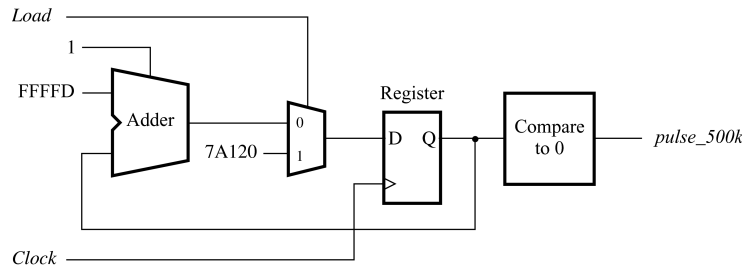 Load
1
FFFFD
Adder
7A120
0
1
Register
D Q
Compare
to 0
pulse_500k
Clock